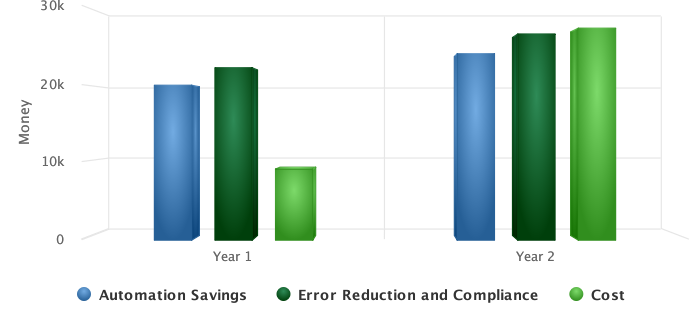 30k
20k
10k
0
Money
Year 1
Year 2
Automation Savings
Error Reduction and Compliance
Cost